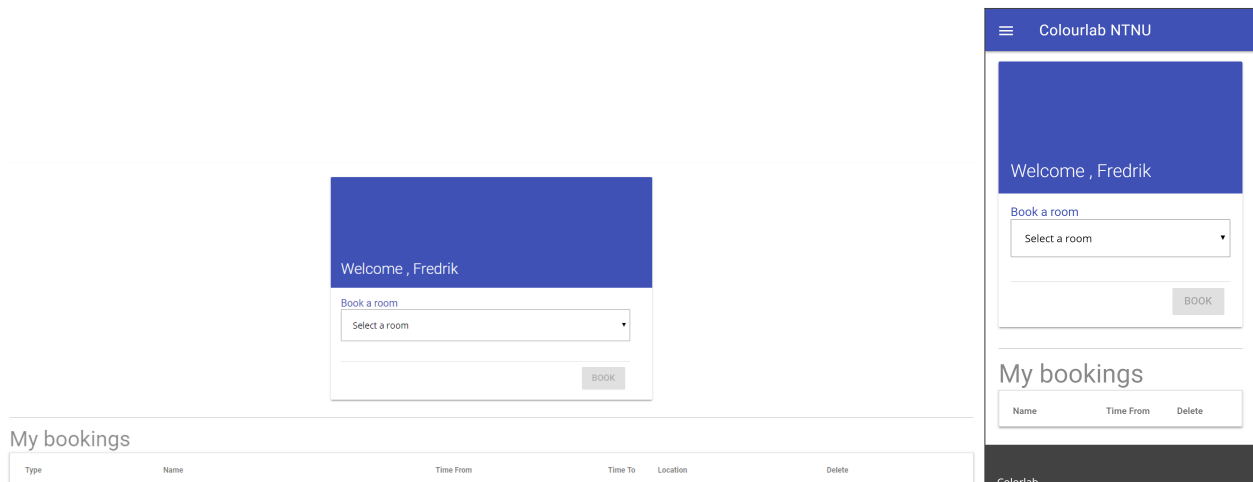 Welcome , Fredrik
Book a room
Select a room
BOOK
My bookings
Type Name Time From Time To Location Delete
Colourlab NTNU
Welcome , Fredrik
Book a room
Select a room
BOOK
My bookings
Name Time From Delete
Colorlab